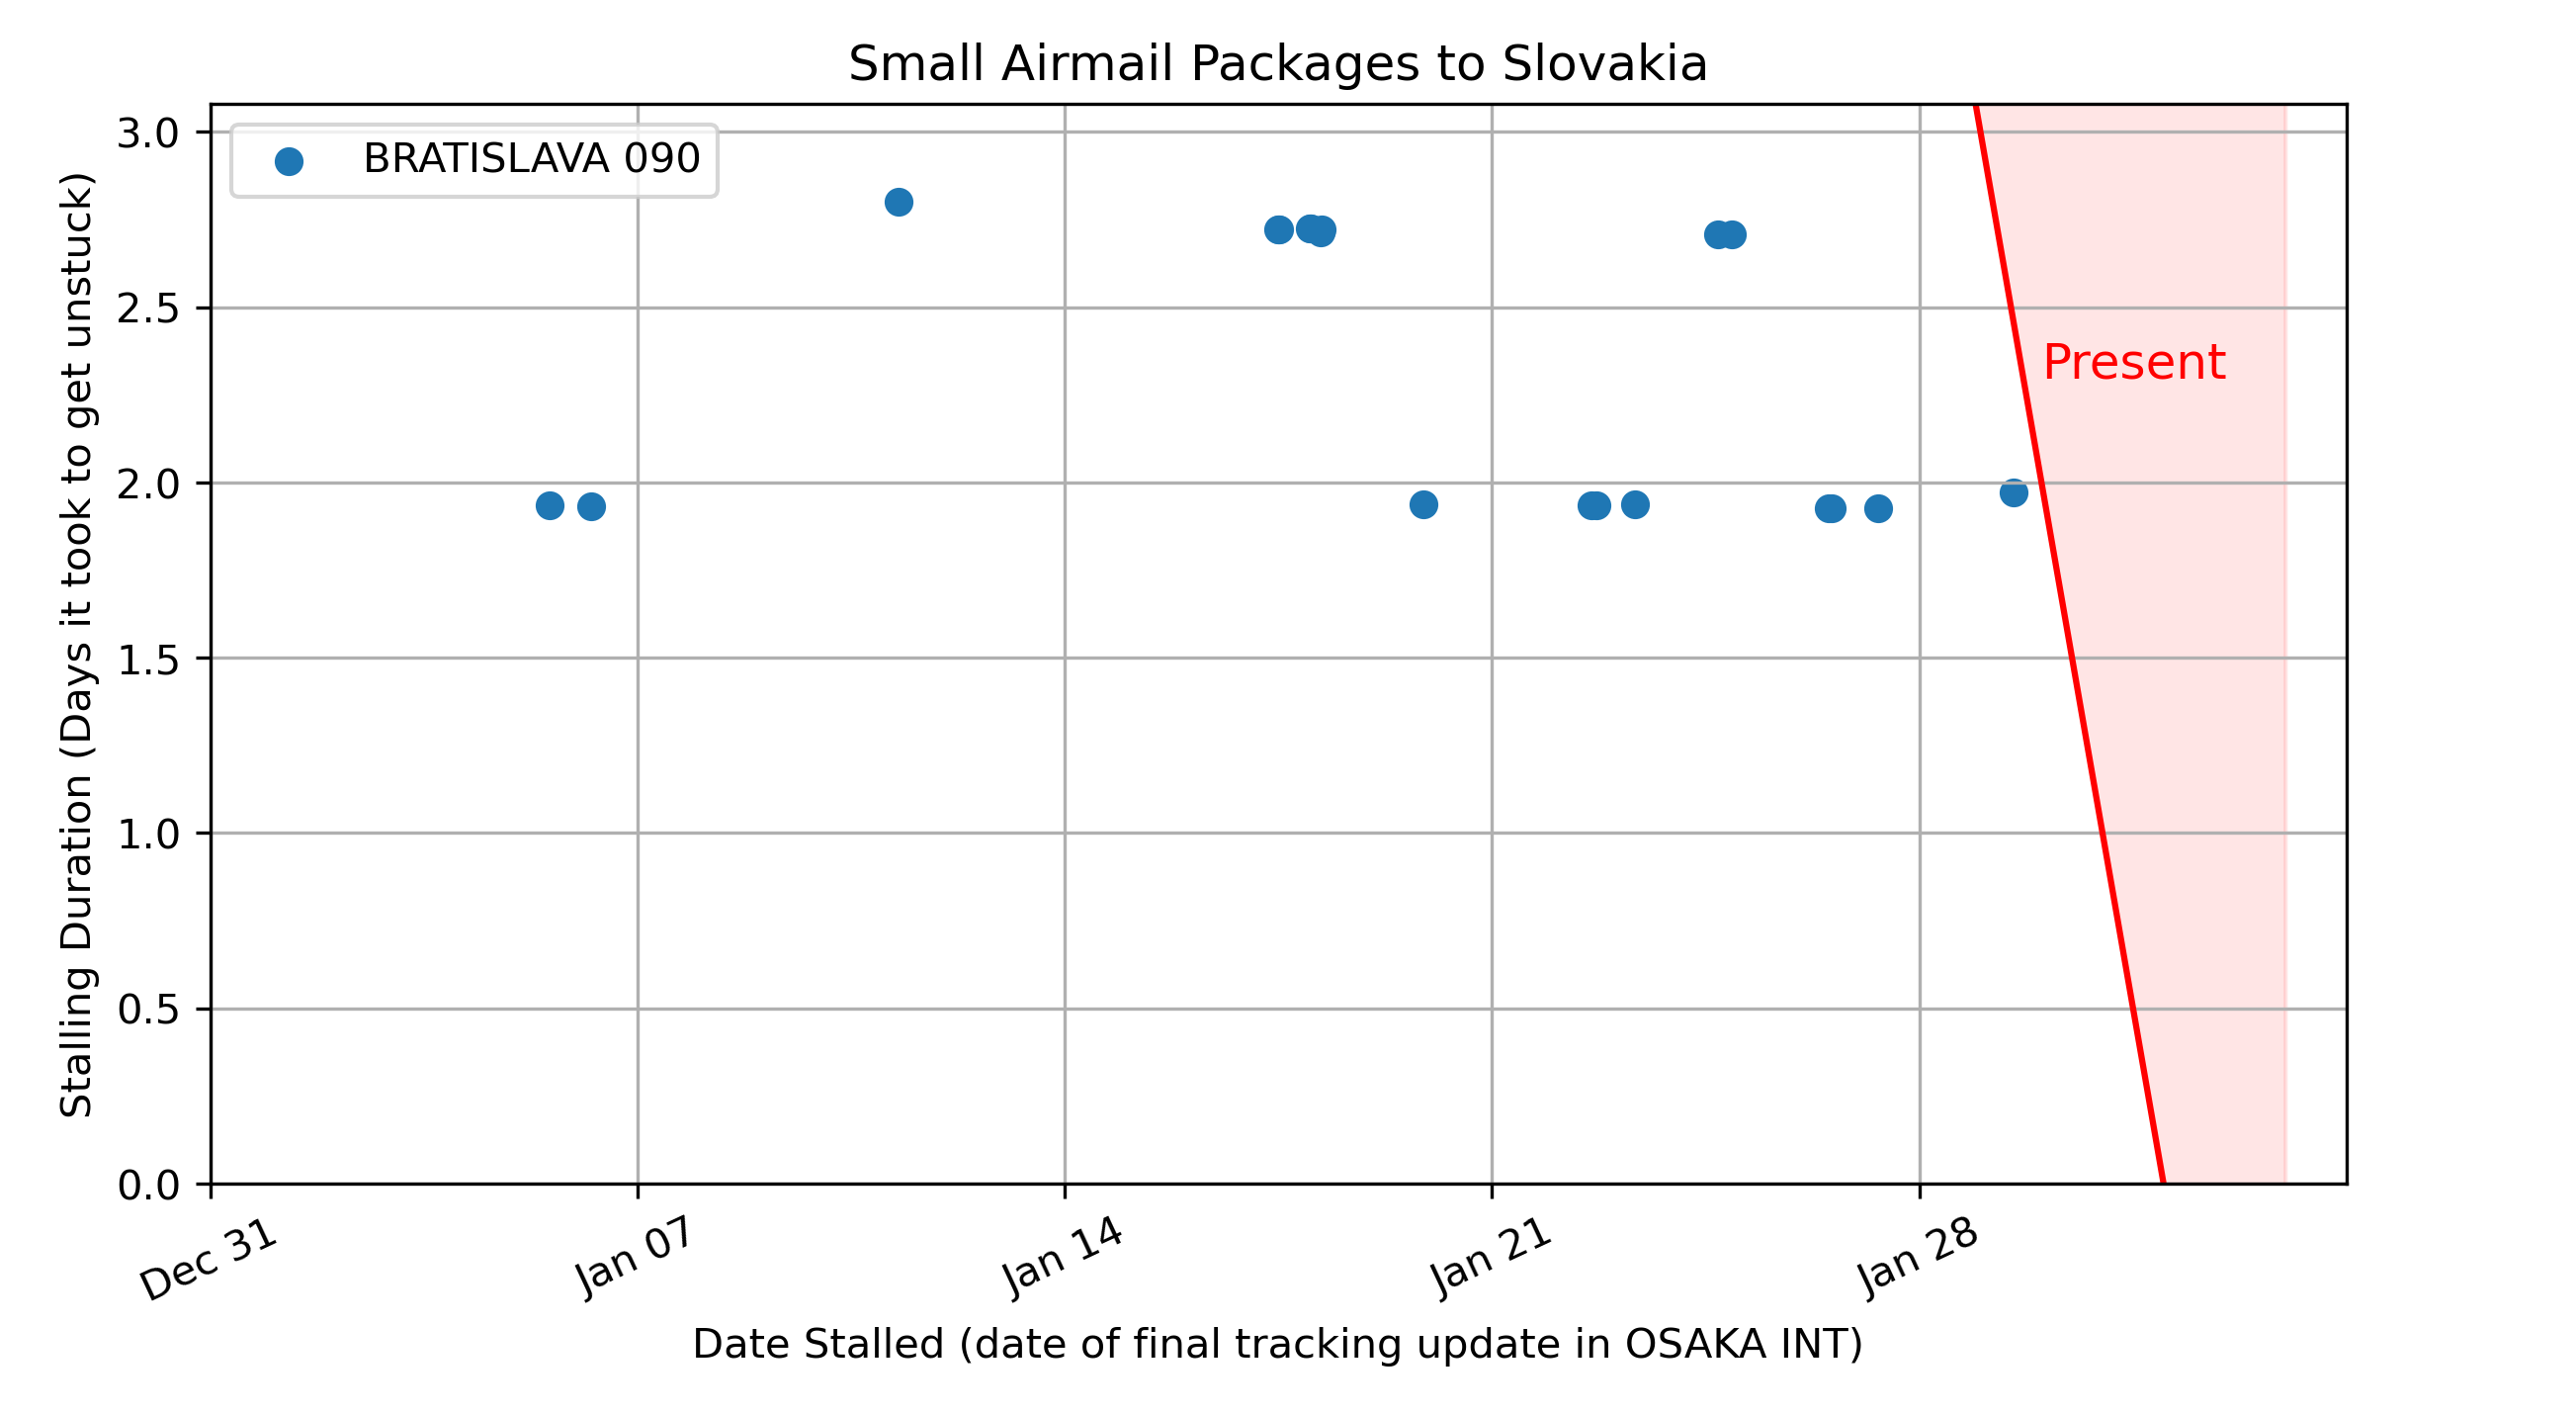 Small Airmail Packages to Slovakia
BRATISLAVA 090
Present
Stalling Duration (Days it took to get unstuck)
3.0
2.5
2.0
1.5
1.0
0.5
0.0
Dec 31
Jan 07
Jan 14
Jan 21
Jan 28
Date Stalled (date of final tracking update in OSAKA INT)